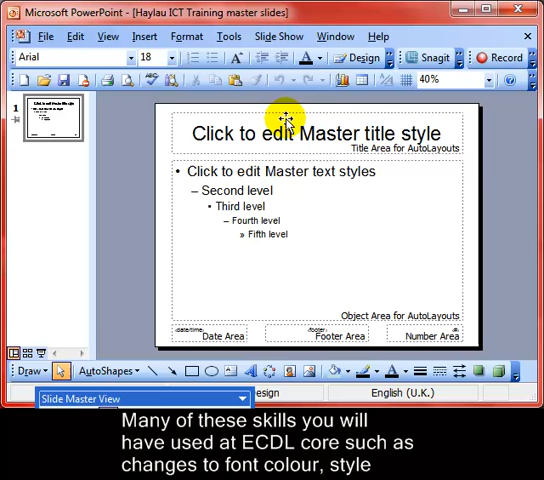 Microsoft PowerPoint - [Haylau ICT Training master slides]
File Edit View Insert Format Tools Slide Show Window Help
Arial 18 B I U S A Design Snagit Record
40%
1
Click to edit Master title style
Title Area for AutoLayouts
• Click to edit Master text styles
– Second level
• Third level
– Fourth level
» Fifth level
Object Area for AutoLayouts
<date/time> <footer> <#>
Date Area Footer Area Number Area
Draw AutoShapes A
Slide Master View esign English (U.K.)
Many of these skills you will
have used at ECDL core such as
changes to font colour, style